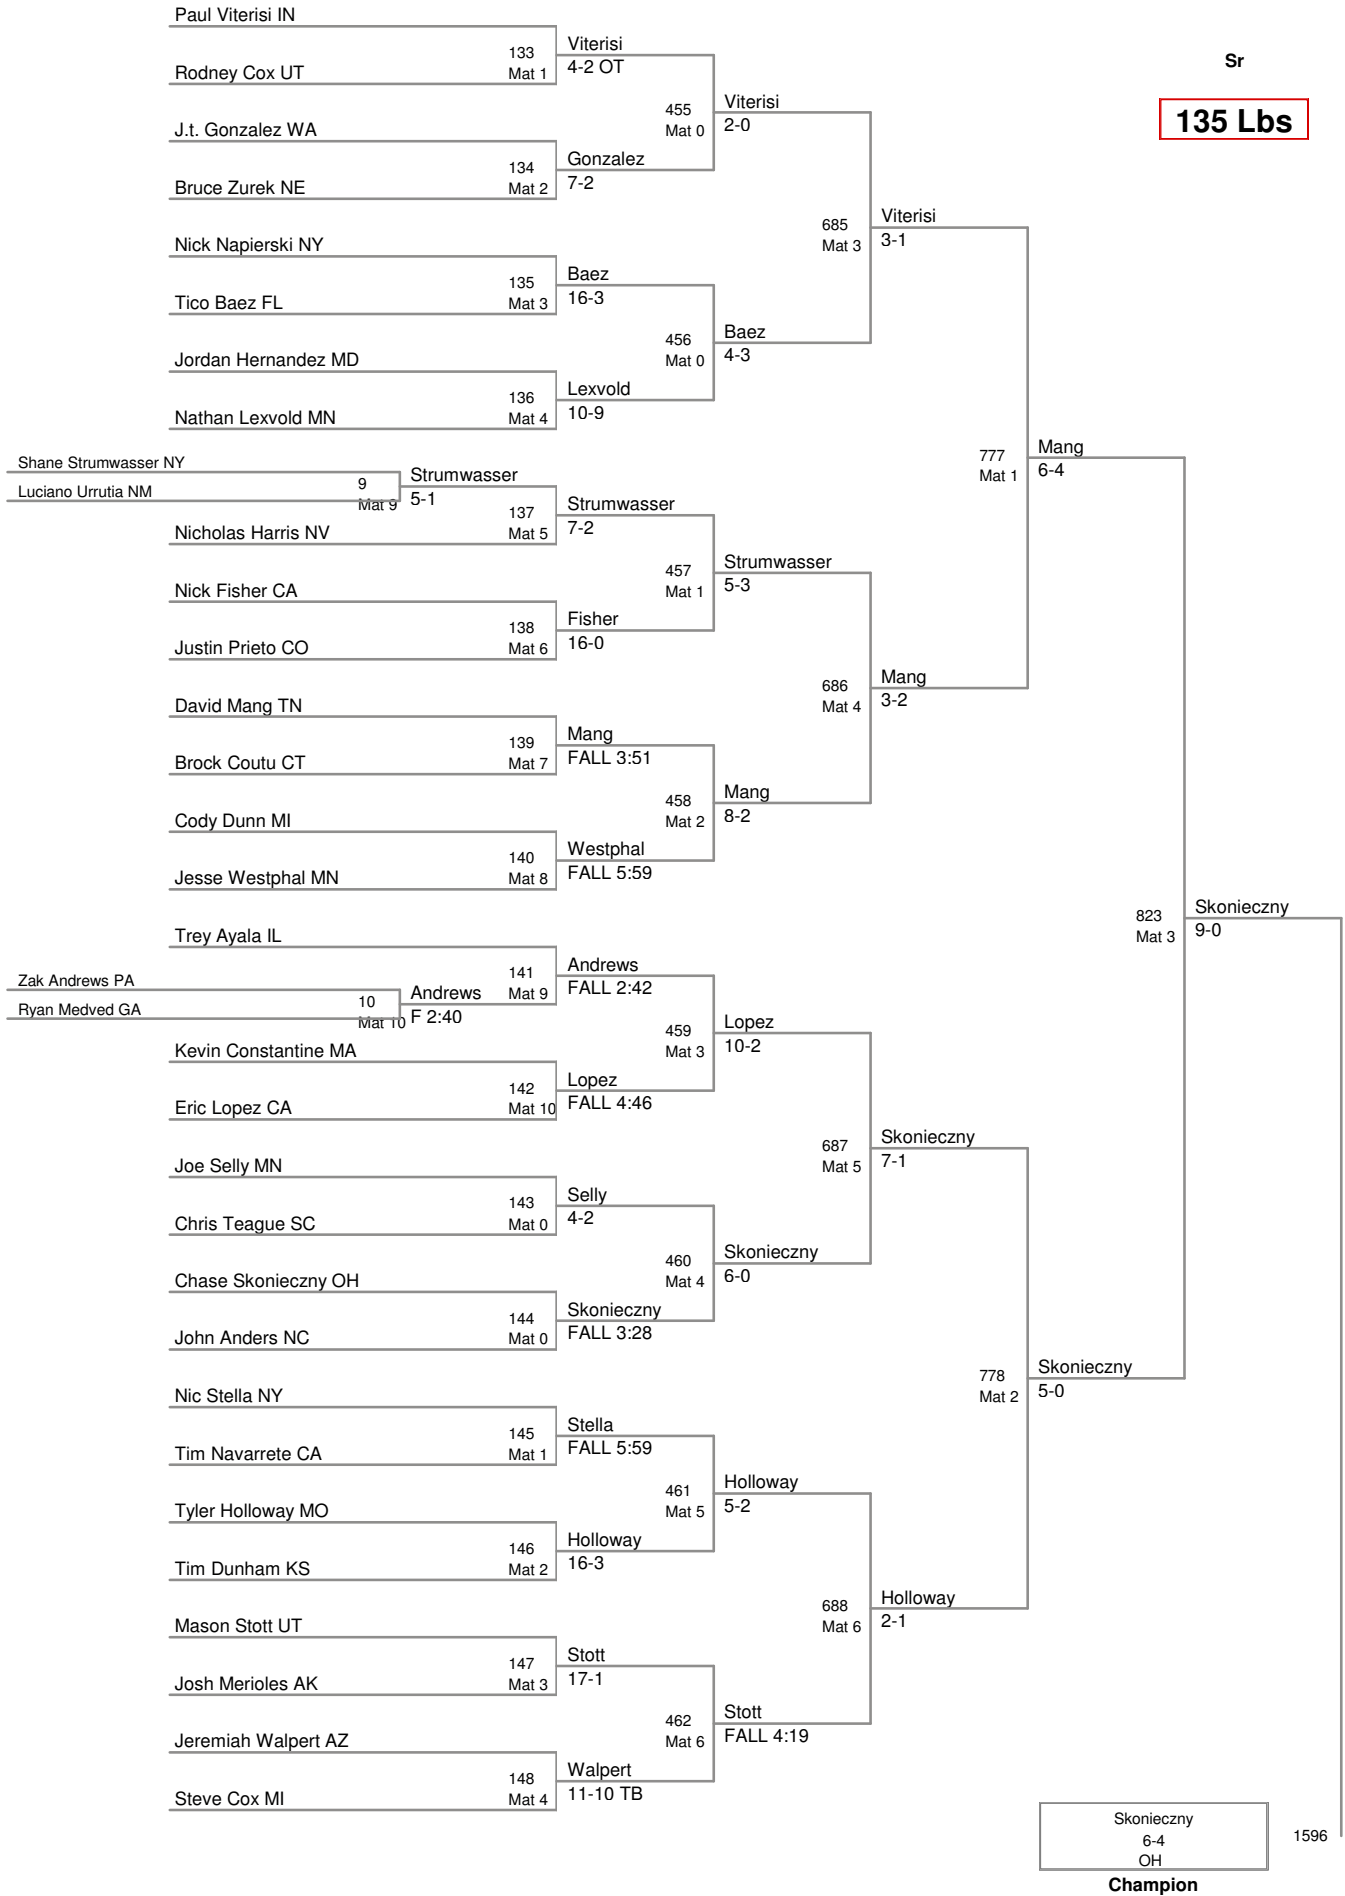 Paul Viterisi IN
Viterisi
133
4-2 OT
Mat 1
Rodney Cox UT
Sr
135 Lbs
Viterisi
455
2-0
Mat 0
J.t. Gonzalez WA
Gonzalez
134
7-2
Mat 2
Bruce Zurek NE
Viterisi
685
3-1
Mat 3
Nick Napierski NY
Baez
135
16-3
Mat 3
Tico Baez FL
Baez
456
4-3
Mat 0
Jordan Hernandez MD
Lexvold
136
10-9
Mat 4
Nathan Lexvold MN
Mang
777
6-4
Mat 1
Shane Strumwasser NY
Strumwasser
9
5-1
Mat 9
Luciano Urrutia NM
Strumwasser
137
7-2
Mat 5
Nicholas Harris NV
Strumwasser
457
5-3
Mat 1
Nick Fisher CA
Fisher
138
16-0
Mat 6
Justin Prieto CO
Mang
686
3-2
Mat 4
David Mang TN
Mang
139
FALL 3:51
Mat 7
Brock Coutu CT
Mang
458
8-2
Mat 2
Cody Dunn MI
Westphal
140
FALL 5:59
Mat 8
Jesse Westphal MN
Skonieczny
823
9-0
Mat 3
Trey Ayala IL
Andrews
141
FALL 2:42
Mat 9
Zak Andrews PA
Andrews
10
F 2:40
Mat 10
Ryan Medved GA
Lopez
459
10-2
Mat 3
Kevin Constantine MA
Lopez
142
FALL 4:46
Mat 10
Eric Lopez CA
Skonieczny
687
7-1
Mat 5
Joe Selly MN
Selly
143
4-2
Mat 0
Chris Teague SC
Skonieczny
460
6-0
Mat 4
Chase Skonieczny OH
Skonieczny
144
FALL 3:28
Mat 0
John Anders NC
Skonieczny
778
5-0
Mat 2
Nic Stella NY
Stella
145
FALL 5:59
Mat 1
Tim Navarrete CA
Holloway
461
5-2
Mat 5
Tyler Holloway MO
Holloway
146
16-3
Mat 2
Tim Dunham KS
Holloway
688
2-1
Mat 6
Mason Stott UT
Stott
147
17-1
Mat 3
Josh Merioles AK
Stott
462
FALL 4:19
Mat 6
Jeremiah Walpert AZ
Walpert
148
11-10 TB
Mat 4
Steve Cox MI
Skonieczny
6-4
OH
1596
Champion